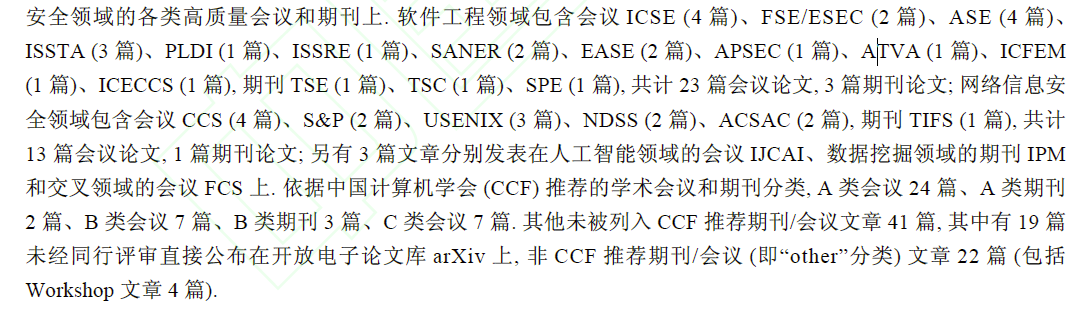 安全领域的各类高质量会议和期刊上. 软件工程领域包含会议 ICSE (4 篇)、FSE/ESEC (2 篇)、ASE (4 篇)、
ISSTA (3 篇)、PLDI (1 篇)、ISSRE (1 篇)、SANER (2 篇)、EASE (2 篇)、APSEC (1 篇)、ATVA (1 篇)、ICFEM
(1 篇)、ICECCS (1 篇), 期刊 TSE (1 篇)、TSC (1 篇)、SPE (1 篇), 共计 23 篇会议论文, 3 篇期刊论文; 网络信息安
全领域包含会议 CCS (4 篇)、S&P (2 篇)、USENIX (3 篇)、NDSS (2 篇)、ACSAC (2 篇), 期刊 TIFS (1 篇), 共计
13 篇会议论文, 1 篇期刊论文; 另有 3 篇文章分别发表在人工智能领域的会议 IJCAI、数据挖掘领域的期刊 IPM
和交叉领域的会议 FCS 上. 依据中国计算机学会 (CCF) 推荐的学术会议和期刊分类, A 类会议 24 篇、A 类期刊
2 篇、B 类会议 7 篇、B 类期刊 3 篇、C 类会议 7 篇. 其他未被列入 CCF 推荐期刊/会议文章 41 篇, 其中有 19 篇
未经同行评审直接公布在开放电子论文库 arXiv 上, 非 CCF 推荐期刊/会议 (即“other”分类) 文章 22 篇 (包括
Workshop 文章 4 篇).